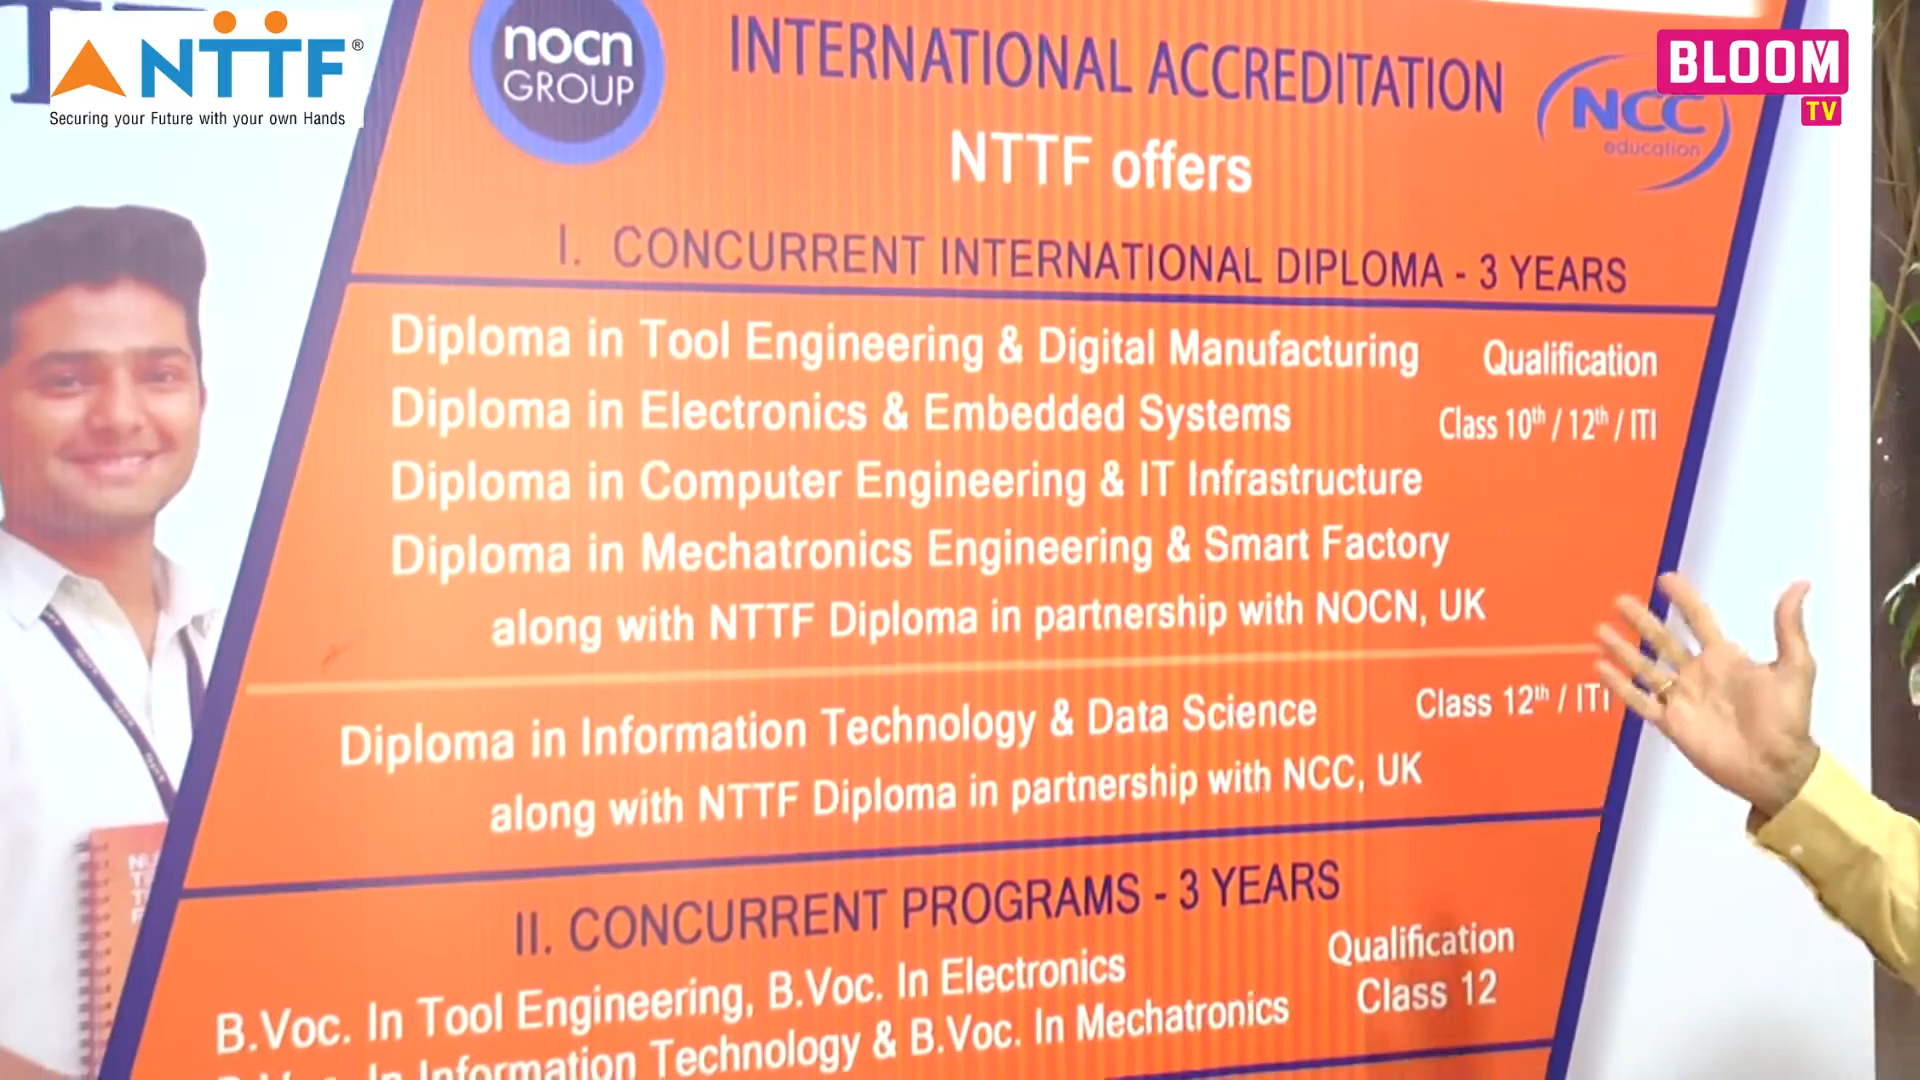 NTTF®
Securing your Future with your own Hands
nocn
GROUP
INTERNATIONAL ACCREDITATION
NCC
education
BLOOM
TV
NTTF offers
I. CONCURRENT INTERNATIONAL DIPLOMA - 3 YEARS
Diploma in Tool Engineering & Digital Manufacturing
Qualification
Diploma in Electronics & Embedded Systems
Class 10th / 12th / ITI
Diploma in Computer Engineering & IT Infrastructure
Diploma in Mechatronics Engineering & Smart Factory
along with NTTF Diploma in partnership with NOCN, UK
Diploma in Information Technology & Data Science
Class 12th / ITI
along with NTTF Diploma in partnership with NCC, UK
II. CONCURRENT PROGRAMS - 3 YEARS
B.Voc. In Tool Engineering, B.Voc. In Electronics
Qualification
Class 12
In Information Technology & B.Voc. In Mechatronics